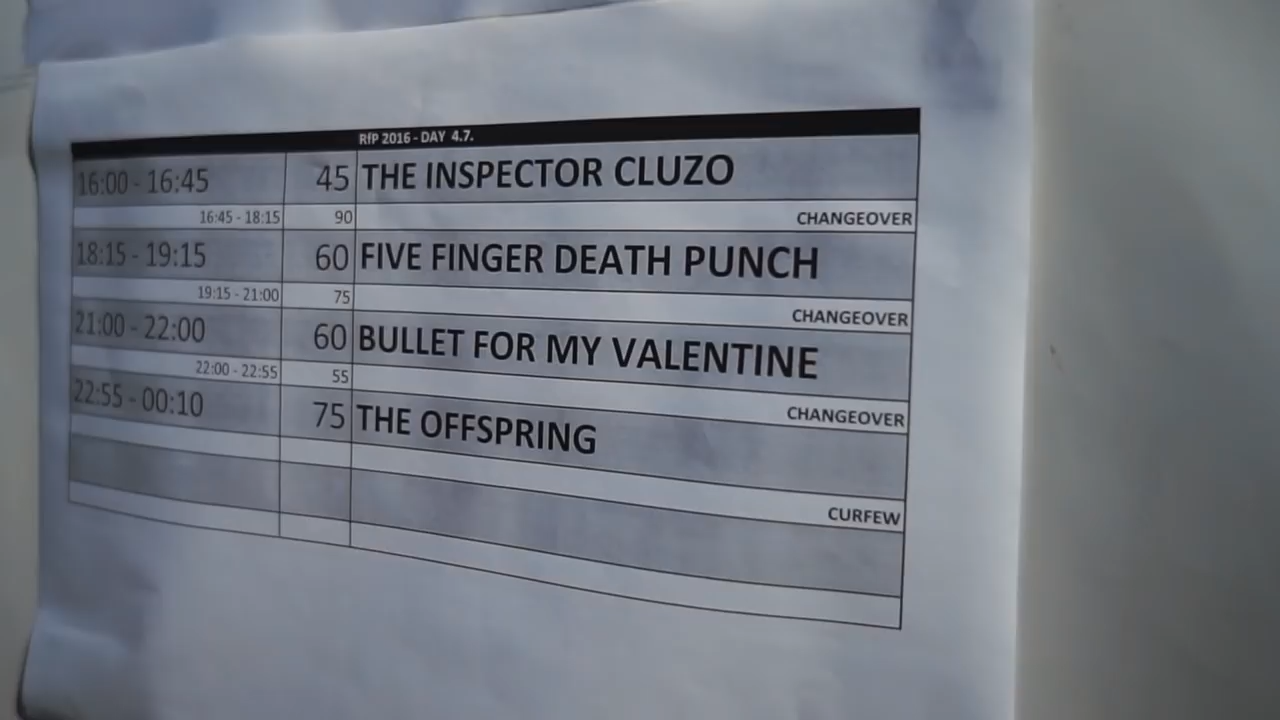 RfP 2016 - DAY 4.7.
16:00 - 16:45 45 THE INSPECTOR CLUZO
16:45 - 18:15 90 CHANGEOVER
18:15 - 19:15 60 FIVE FINGER DEATH PUNCH
19:15 - 21:00 75 CHANGEOVER
21:00 - 22:00 60 BULLET FOR MY VALENTINE
22:00 - 22:55 55 CHANGEOVER
22:55 - 00:10 75 THE OFFSPRING
CURFEW